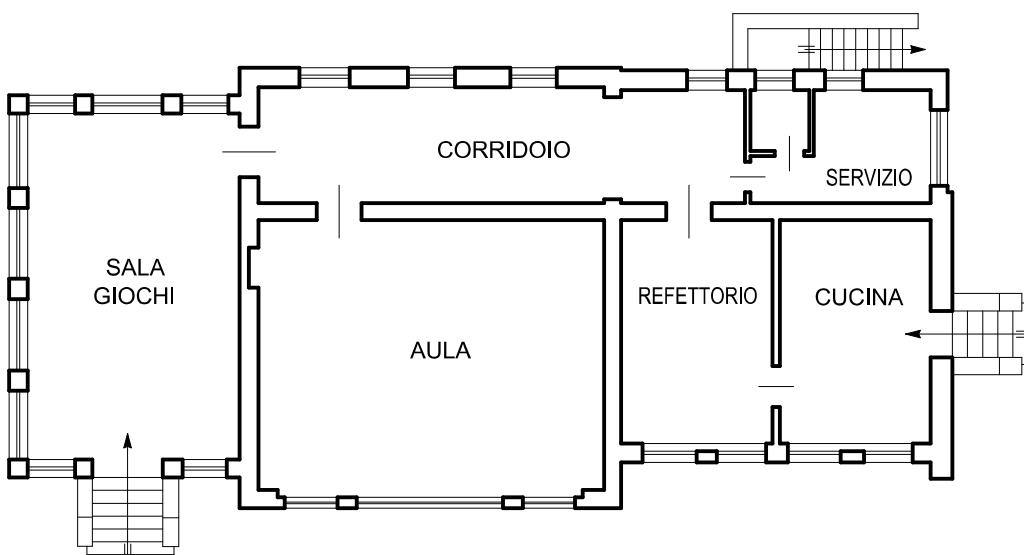 CORRIDOIO
SERVIZIO
SALA
GIOCHI
REFETTORIO
CUCINA
AULA